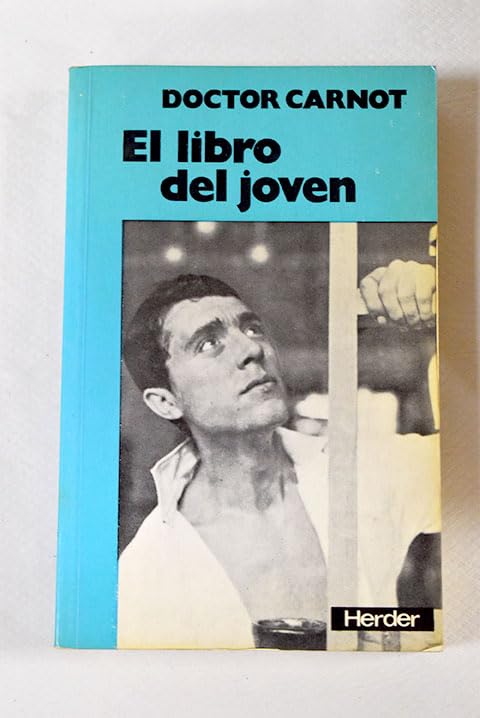 DOCTOR CARNOT
El libro
del joven
Herder